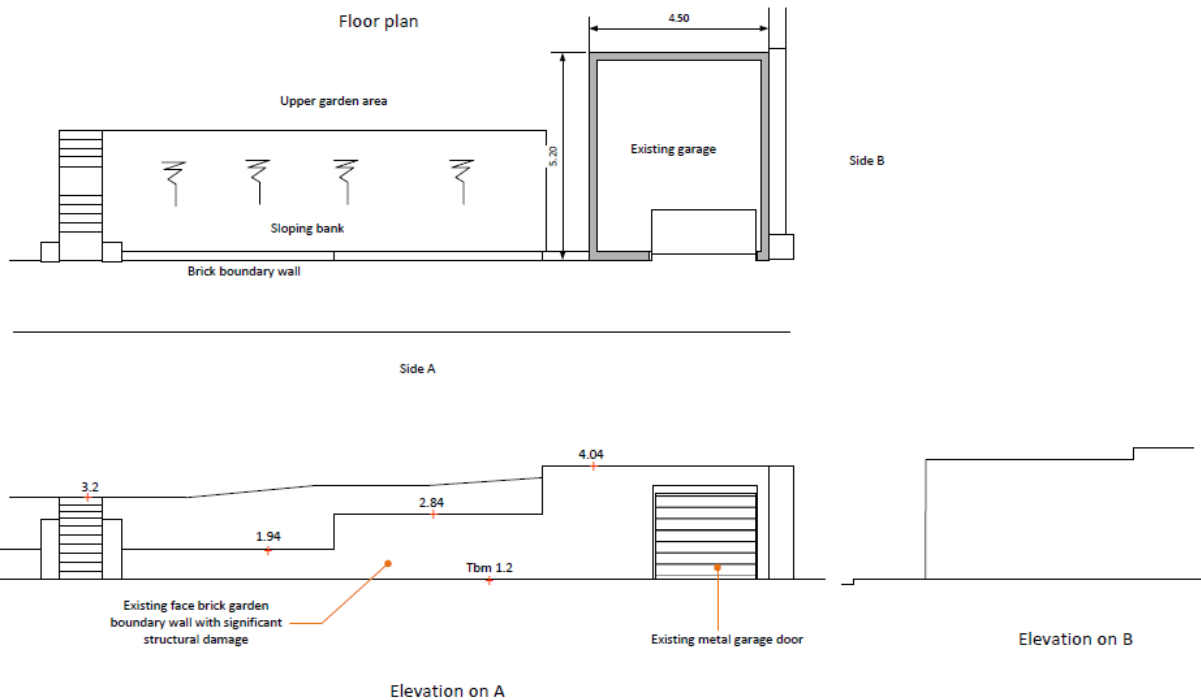 Floor plan
4.50
Upper garden area
5.20
Existing garage
Side B
Sloping bank
Brick boundary wall
Side A
4.04
3.2
2.84
1.94
Tbm 1.2
Existing face brick garden
boundary wall with significant
structural damage
Existing metal garage door
Elevation on B
Elevation on A